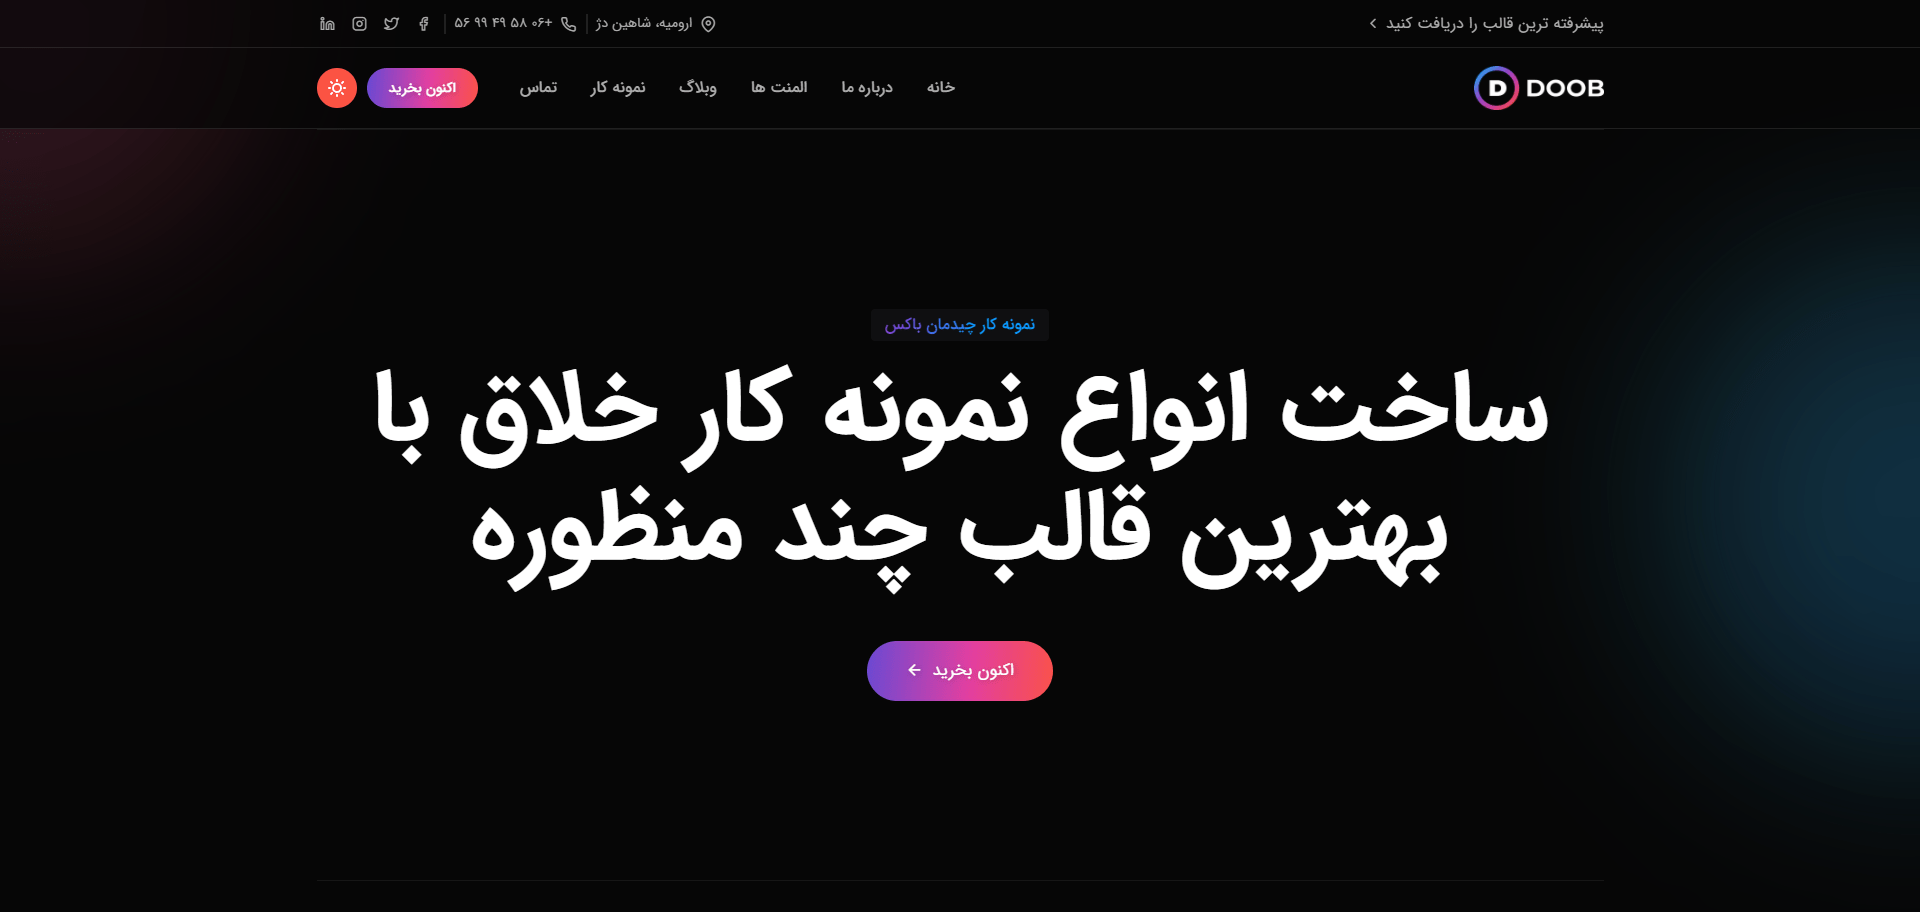 پیشرفته ترین قالب را دریافت کنید
ارومیه، شاهین دژ
+۰۶ ۵۸ ۴۹ ۹۹ ۵۶
D DOOB
خانه
درباره ما
المنت ها
وبلاگ
نمونه کار
تماس
اکنون بخرید
نمونه کار چیدمان باکس
ساخت انواع نمونه کار خلاق با
بهترین قالب چند منظوره
اکنون بخرید